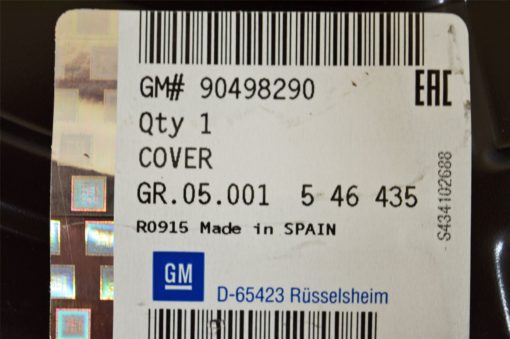 GM# 90498290
EAC
Qty 1
COVER
GR.05.001 5 46 435
R0915 Made in SPAIN
GM
D-65423 Rüsselsheim
S434102688
GM